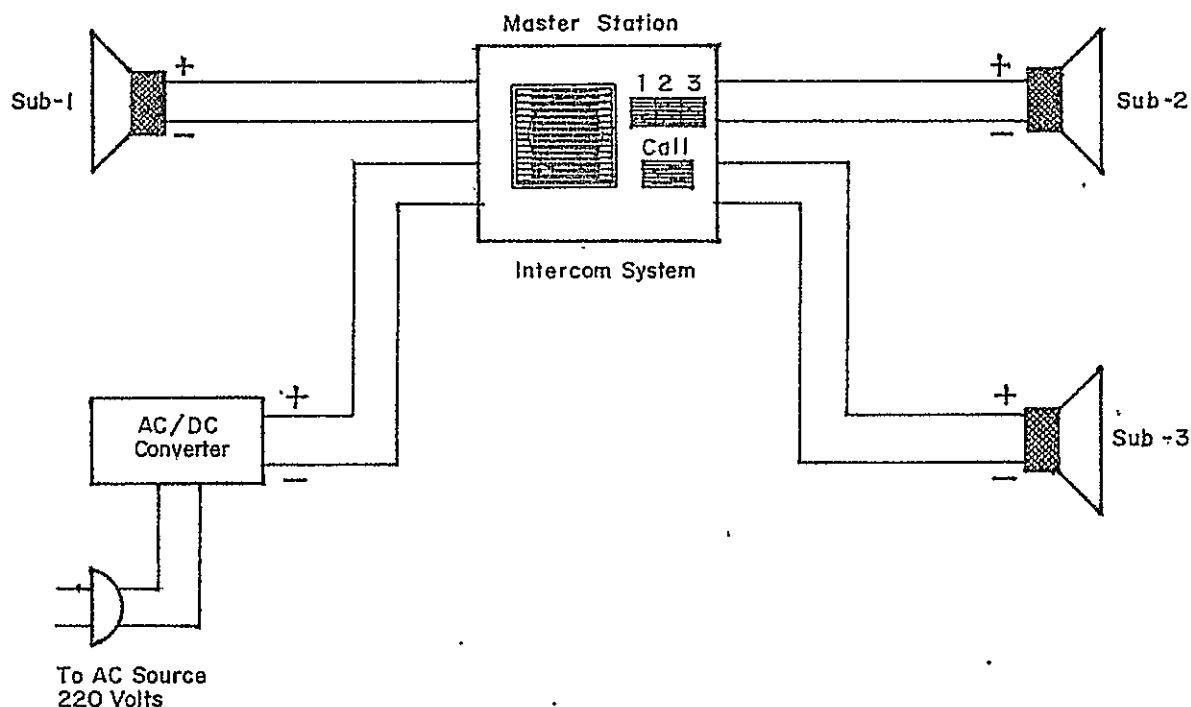 Master Station
Sub-1
+
-
1 2 3
Call
+
-
Sub-2
Intercom System
AC/DC
Converter
+
-
+
-
Sub-3
To AC Source
220 Volts